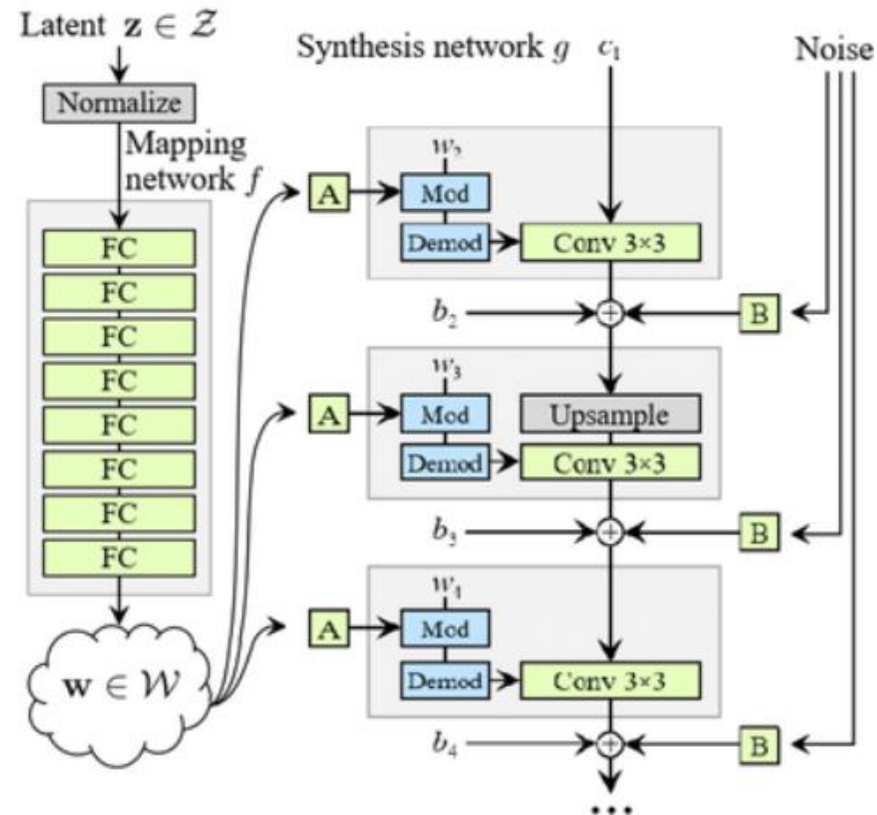 Latent z ∈ 𝒵
Normalize
Mapping
network f
FC
FC
FC
FC
FC
FC
FC
FC
w ∈ 𝒲
Synthesis network g c₁
Noise
A
w₂
Mod
Demod
Conv 3×3
b₂
B
A
w₃
Mod
Demod
Upsample
Conv 3×3
b₃
B
A
w₄
Mod
Demod
Conv 3×3
b₄
B
...